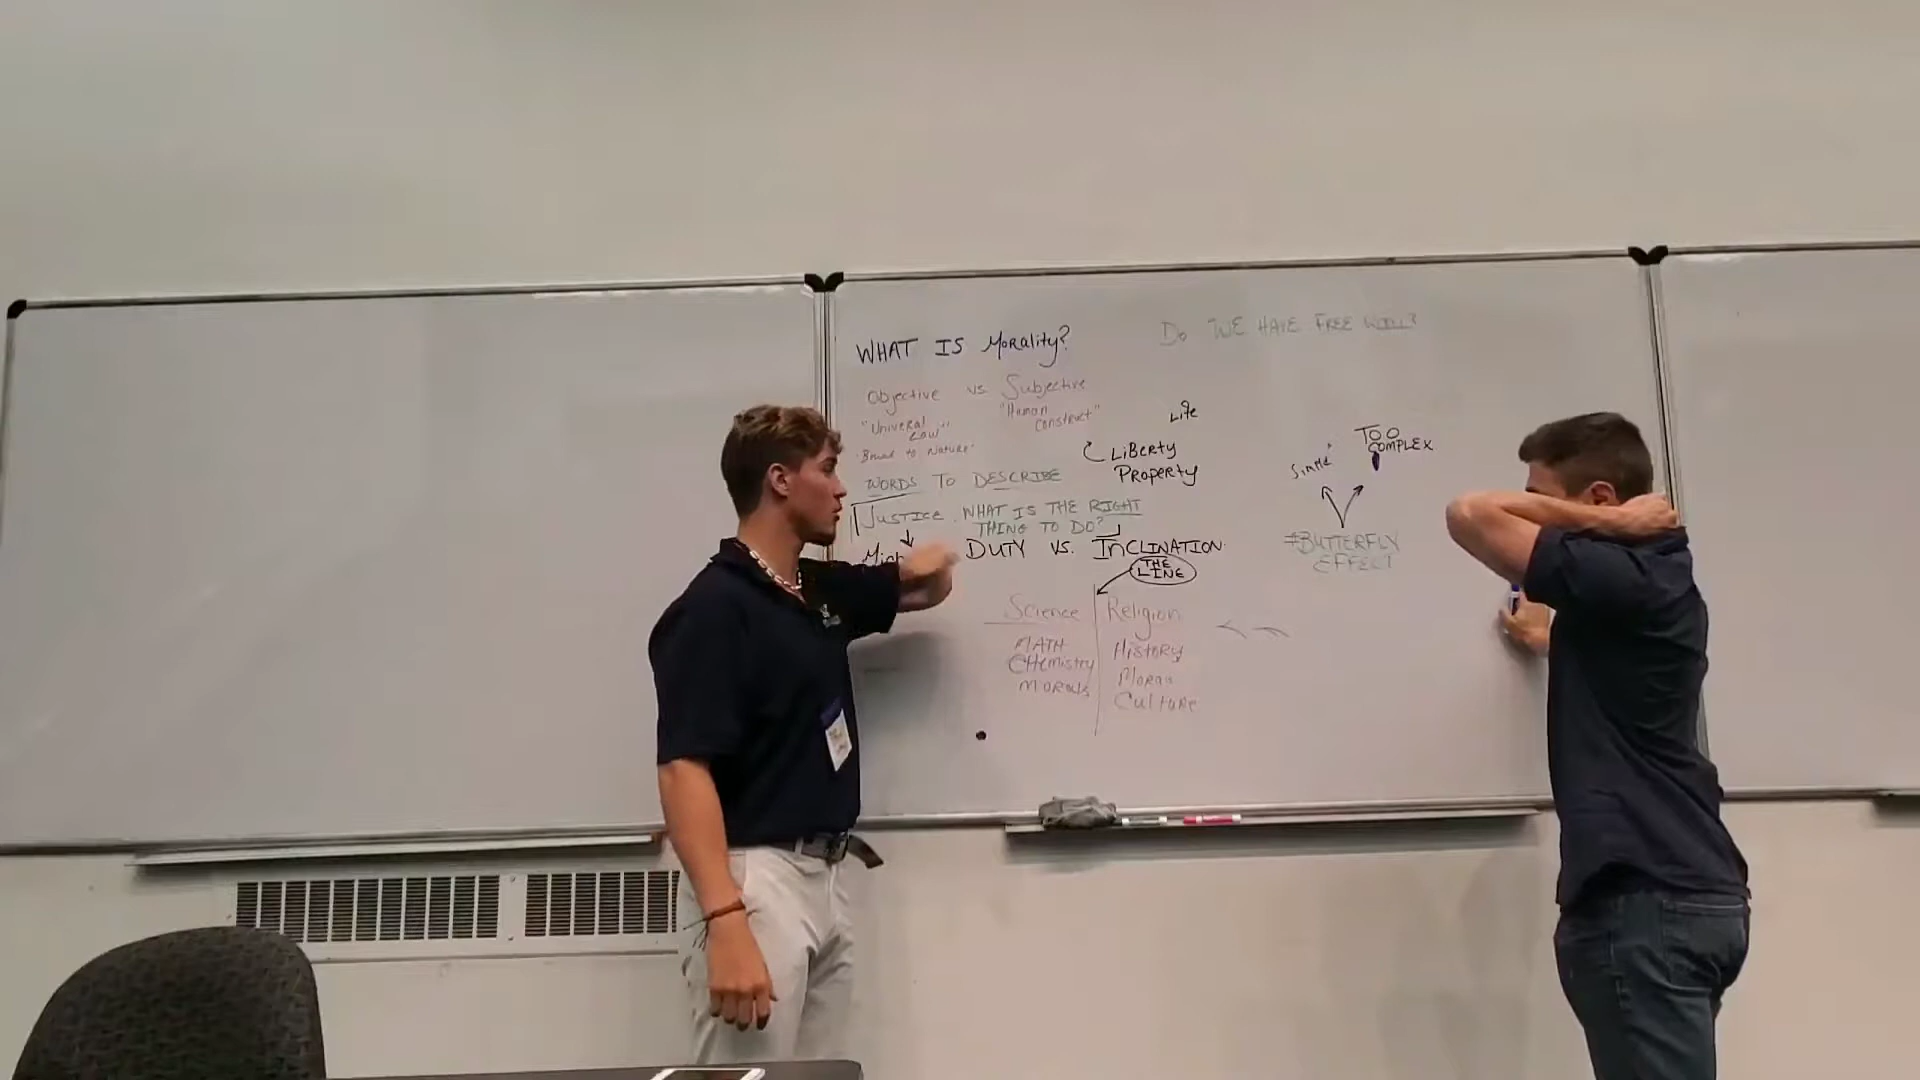 WHAT IS MORALITY?
DO WE HAVE FREE WILL?
Objective vs Subjective
"Univeral Law"
"Human Construct"
Bound to Nature"
Life
LIBERTY
PROPERTY
WORDS TO DESCRIBE
JUSTICE. WHAT IS THE RIGHT
THING TO DO?
DUTY VS. INCLINATION
THE
LINE
Simple
TOO
COMPLEX
#BUTTERFLY
EFFECT
Science
MATH
CHemistry
MORALS
Religion
History
Morals
Culture